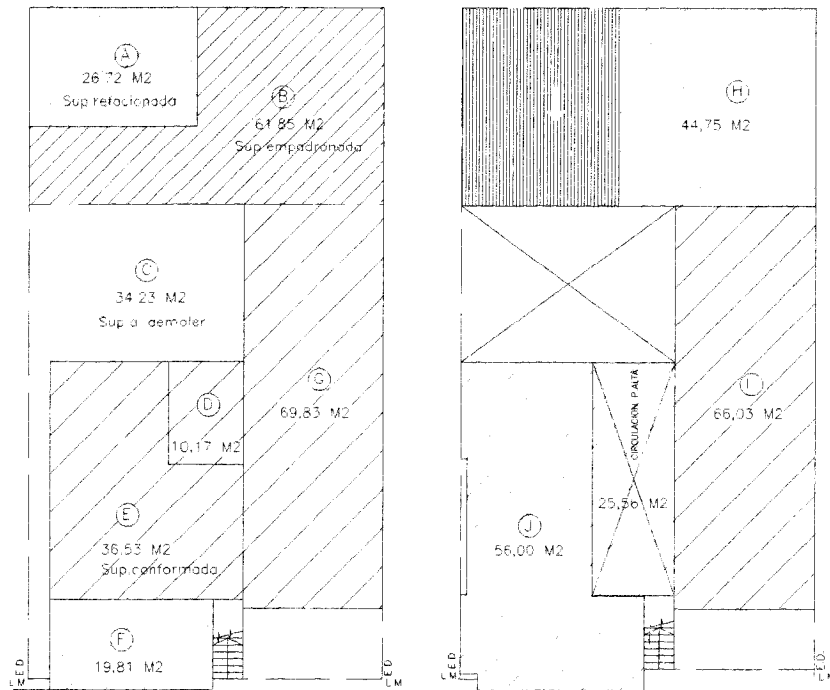 A
26.72 M2
Sup relacionada
B
61.85 M2
Sup empadronada
C
34.23 M2
Sup a demoler
D
10,17 M2
G
69.83 M2
E
36,53 M2
Sup.conformada
F
19,81 M2
L.M
E.D.
L.M
E.D.
H
44,75 M2
I
66,03 M2
CIRCULACION P.ALTA
25,56 M2
J
56,00 M2
L.M
E.D.
L.M
E.D.